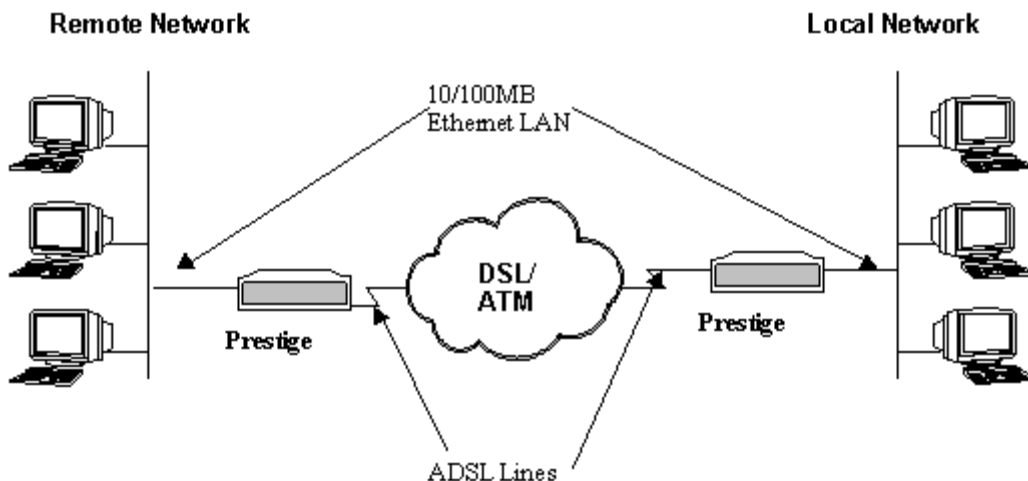 Remote Network
Local Network
10/100MB
Ethernet LAN
DSL/
ATM
Prestige
Prestige
ADSL Lines